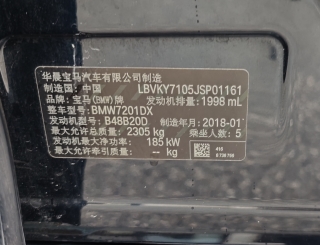 华晨宝马汽车有限公司制造
制造国：中国 LBVKY7105JSP01161
品牌：宝马(BMW)牌 发动机排量：1998 mL
整车型号：BMW7201DX
发动机型号：B48B20D 制造年月：2018-01
最大允许总质量：2305 kg 乘坐人数：5
发动机最大净功率：185 kW
最大允许牵引质量：-- kg 410